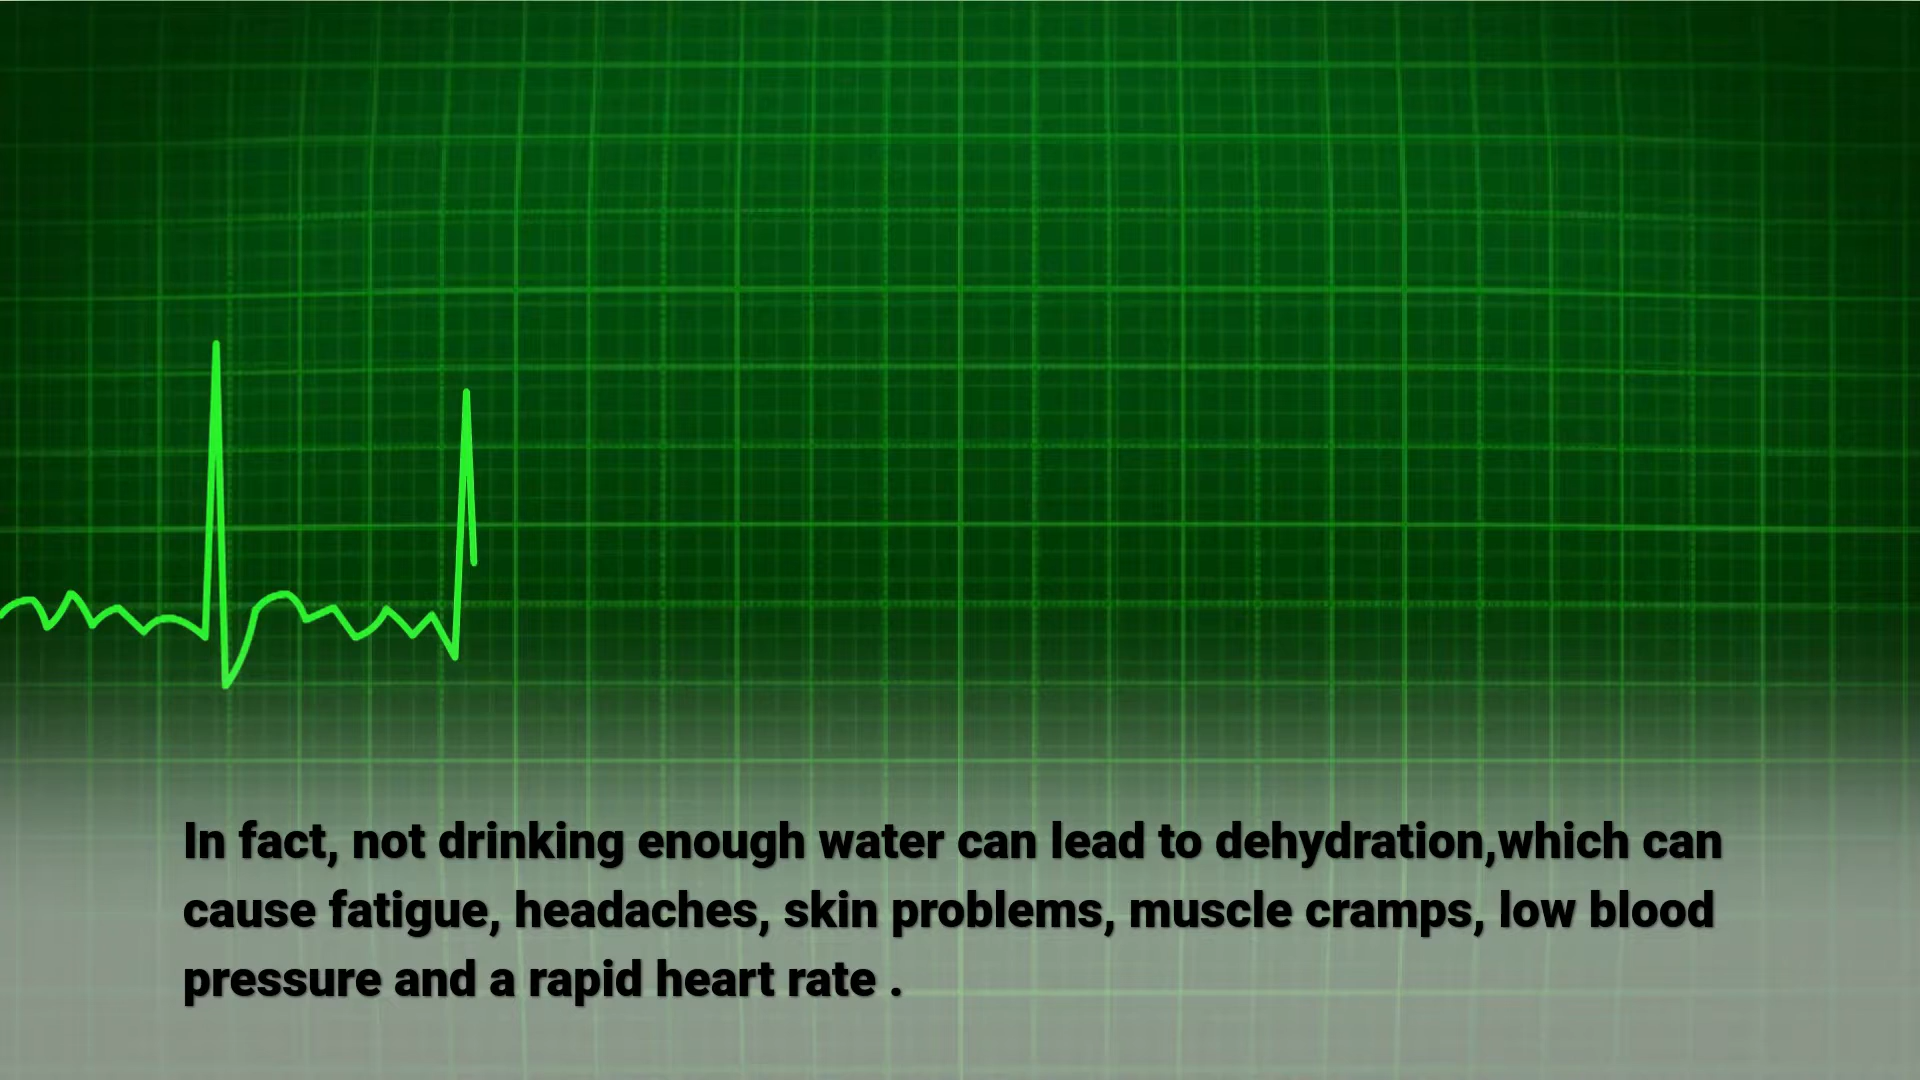 In fact, not drinking enough water can lead to dehydration,which can
cause fatigue, headaches, skin problems, muscle cramps, low blood
pressure and a rapid heart rate .